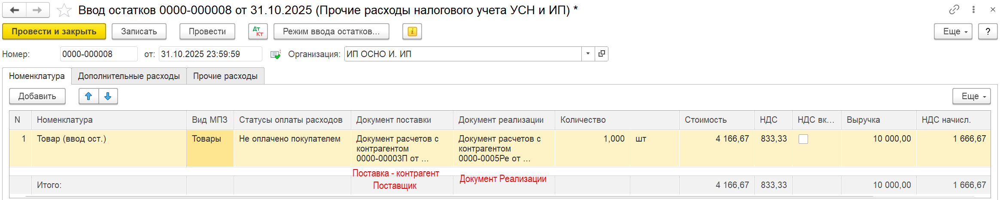 Ввод остатков 0000-000008 от 31.10.2025 (Прочие расходы налогового учета УСН и ИП) *
Провести и закрыть Записать Провести Дт Кт Режим ввода остатков... i Еще ?
Номер: 0000-000008 от: 31.10.2025 23:59:59 Организация: ИП ОСНО И. ИП
Номенклатура Дополнительные расходы Прочие расходы
Добавить Еще
N Номенклатура Вид МПЗ Статусы оплаты расходов Документ поставки Документ реализации Количество Стоимость НДС НДС вк... Выручка НДС начисл.
1 Товар (ввод ост.) Товары Не оплачено покупателем Документ расчетов с Документ расчетов с 1,000 шт 4 166,67 833,33 10 000,00 1 666,67
контрагентом контрагентом
0000-00003П от ... 0000-0005Ре от ...
Поставка - контрагент Документ Реализации
Поставщик
Итого: 4 166,67 833,33 10 000,00 1 666,67